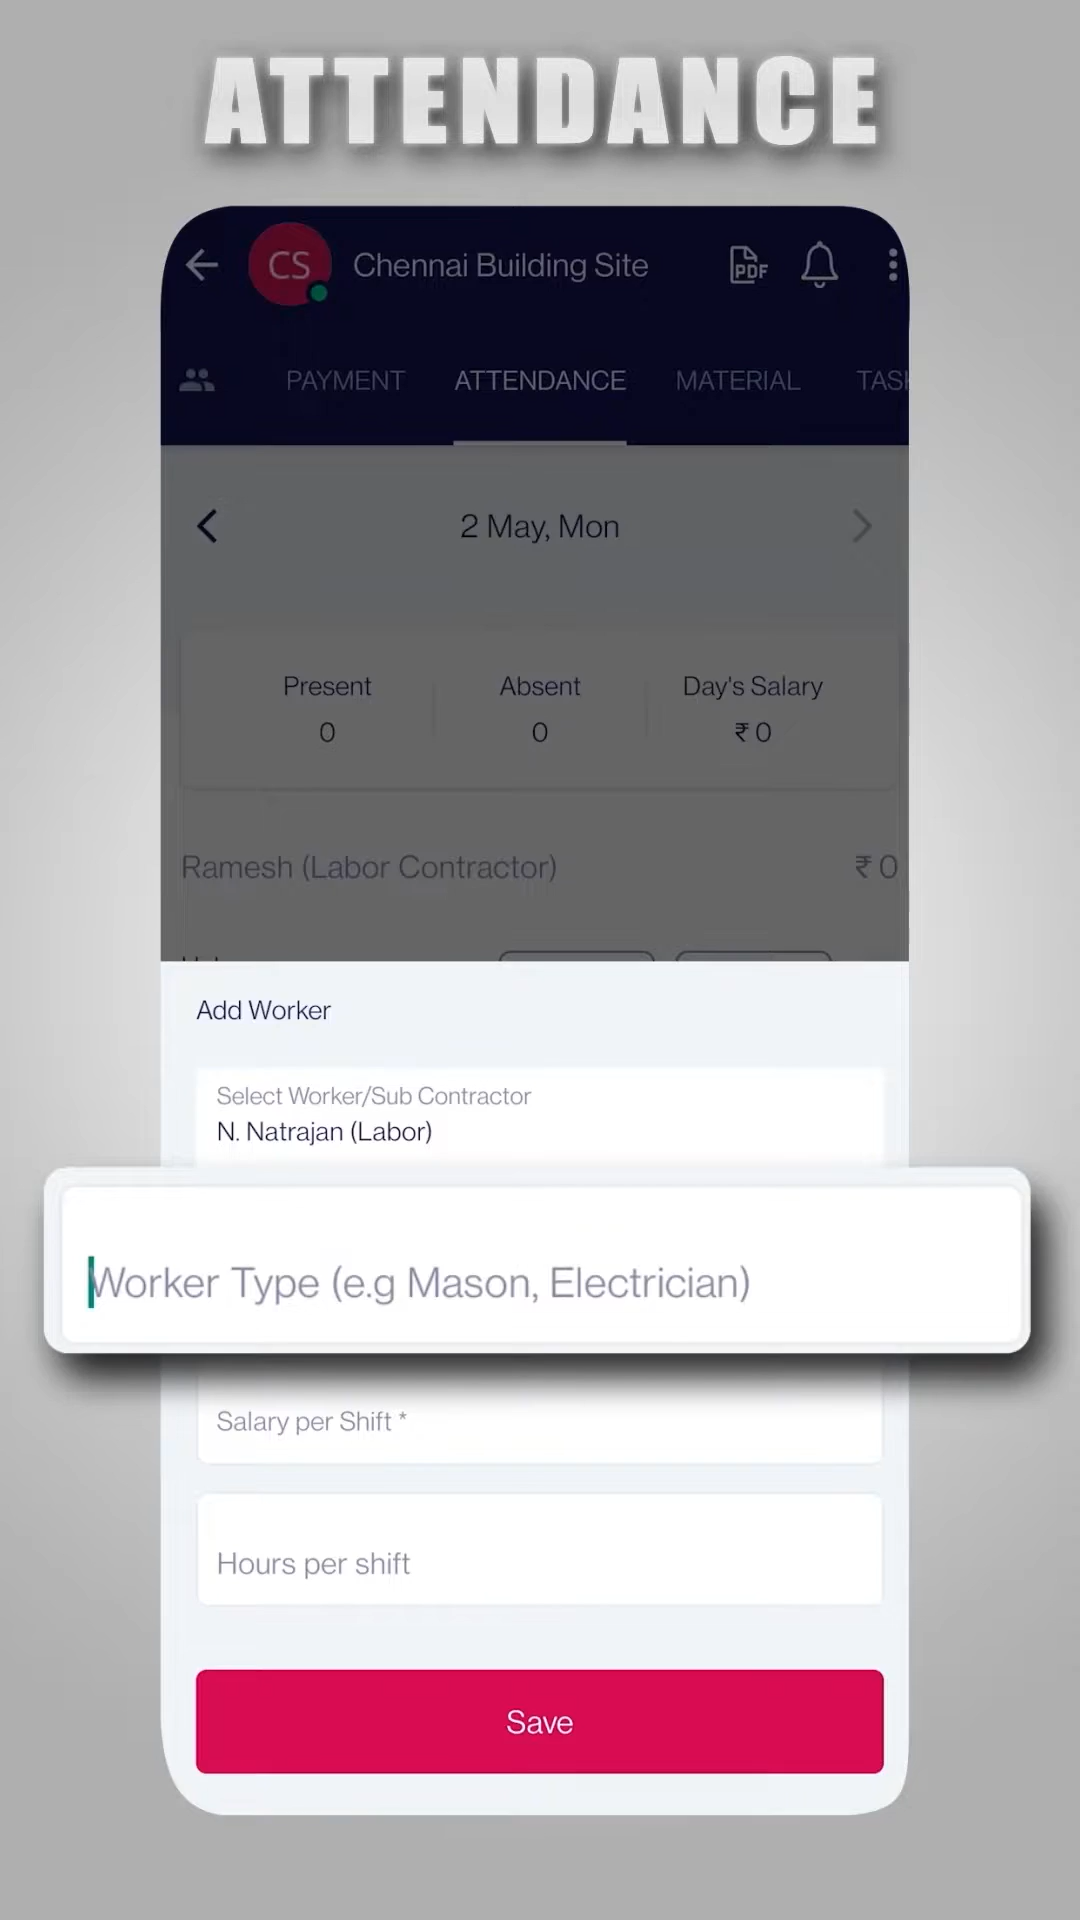 ATTENDANCE
CS
Chennai Building Site
PDF
PAYMENT ATTENDANCE MATERIAL TASK
2 May, Mon
Present Absent Day's Salary
0 0 ₹ 0
Ramesh (Labor Contractor) ₹ 0
Add Worker
Select Worker/Sub Contractor
N. Natrajan (Labor)
Worker Type (e.g Mason, Electrician)
Salary per Shift *
Hours per shift
Save